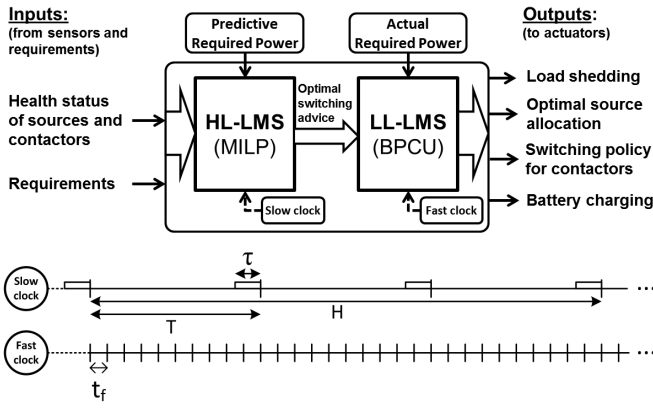 Inputs:
(from sensors and
requirements)
Predictive
Required Power
Actual
Required Power
Outputs:
(to actuators)
Health status
of sources and
contactors
Requirements
HL-LMS
(MILP)
Optimal
switching
advice
LL-LMS
(BPCU)
Slow clock
Fast clock
Load shedding
Optimal source
allocation
Switching policy
for contactors
Battery charging
Slow
clock
τ
T
H
...
Fast
clock
...
t_f